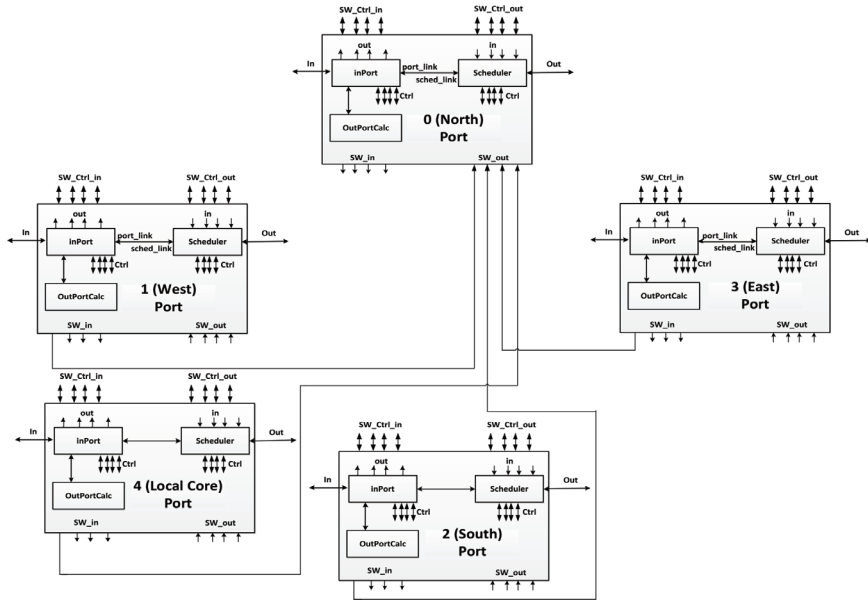 SW_Ctrl_in SW_Ctrl_out
out in
In port_link Out
inPort Scheduler
sched_link
Ctrl Ctrl
OutPortCalc 0 (North)
Port
SW_in SW_out
SW_Ctrl_in SW_Ctrl_out
out in
In port_link Out
inPort Scheduler
sched_link
Ctrl Ctrl
OutPortCalc 1 (West)
Port
SW_in SW_out
SW_Ctrl_in SW_Ctrl_out
out in
In port_link Out
inPort Scheduler
sched_link
Ctrl Ctrl
OutPortCalc 3 (East)
Port
SW_in SW_out
SW_Ctrl_in SW_Ctrl_out
out in
In Out
inPort Scheduler
Ctrl Ctrl
OutPortCalc 4 (Local Core)
Port
SW_in SW_out
SW_Ctrl_in SW_Ctrl_out
out in
In Out
inPort Scheduler
Ctrl Ctrl
OutPortCalc 2 (South)
Port
SW_in SW_out